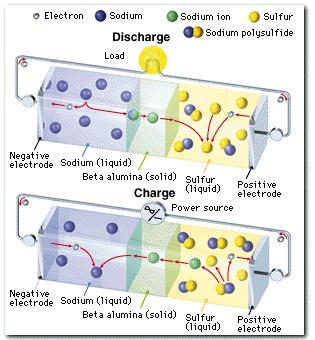 Electron Sodium Sodium ion Sulfur
Sodium polysulfide
Discharge
Load
Negative
electrode
Sodium (liquid)
Beta alumina (solid)
Sulfur
(liquid)
Positive
electrode
Charge
Power source
Negative
electrode
Sodium (liquid)
Beta alumina (solid)
Sulfur
(liquid)
Positive
electrode